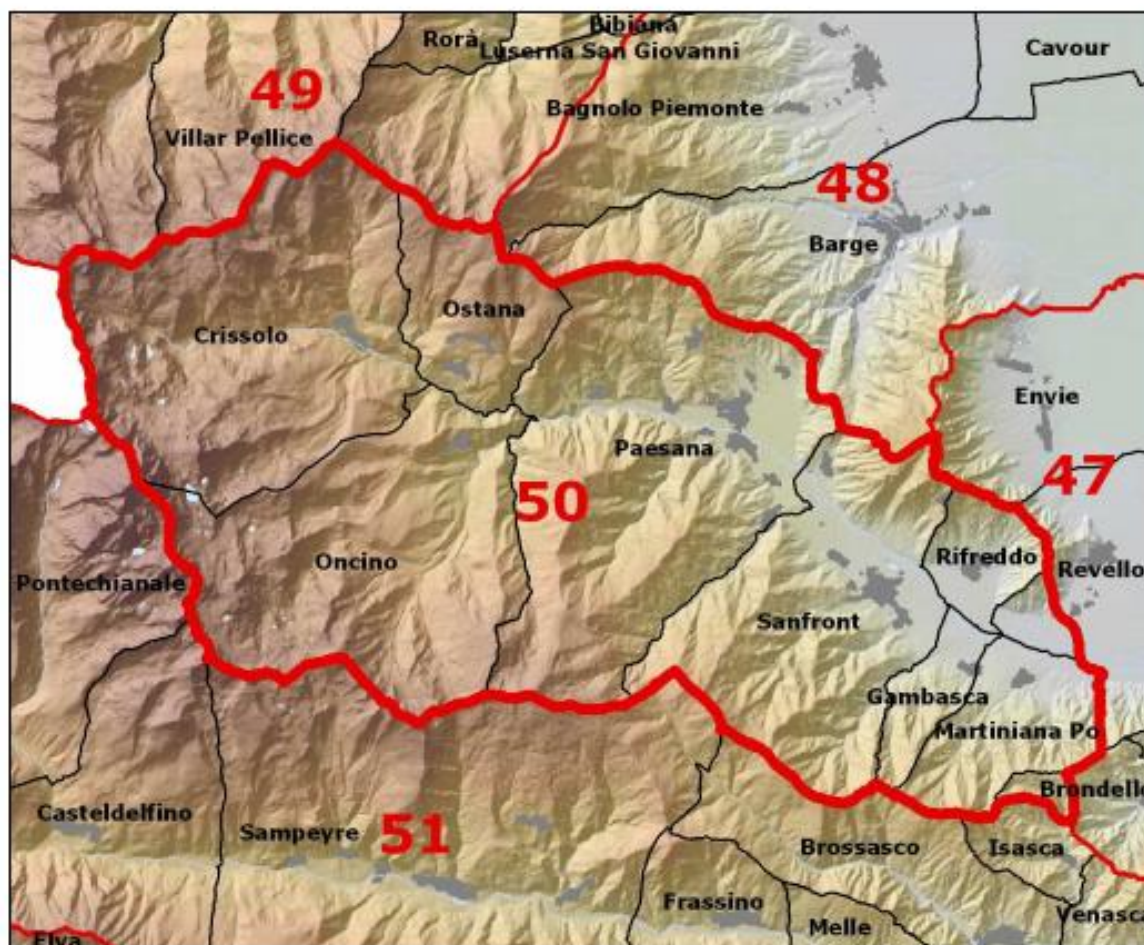 Bibiana
Rorà
Luserna San Giovanni
Cavour
49
Bagnolo Piemonte
Villar Pellice
48
Barge
Ostana
Crissolo
Envie
Paesana
47
50
Oncino
Rifreddo
Revello
Pontechianale
Sanfront
Gambasca
Martiniana Po
Brondello
Casteldelfino
Sampeyre
51
Brossasco
Isasca
Frassino
Venasca
Melle
Elva